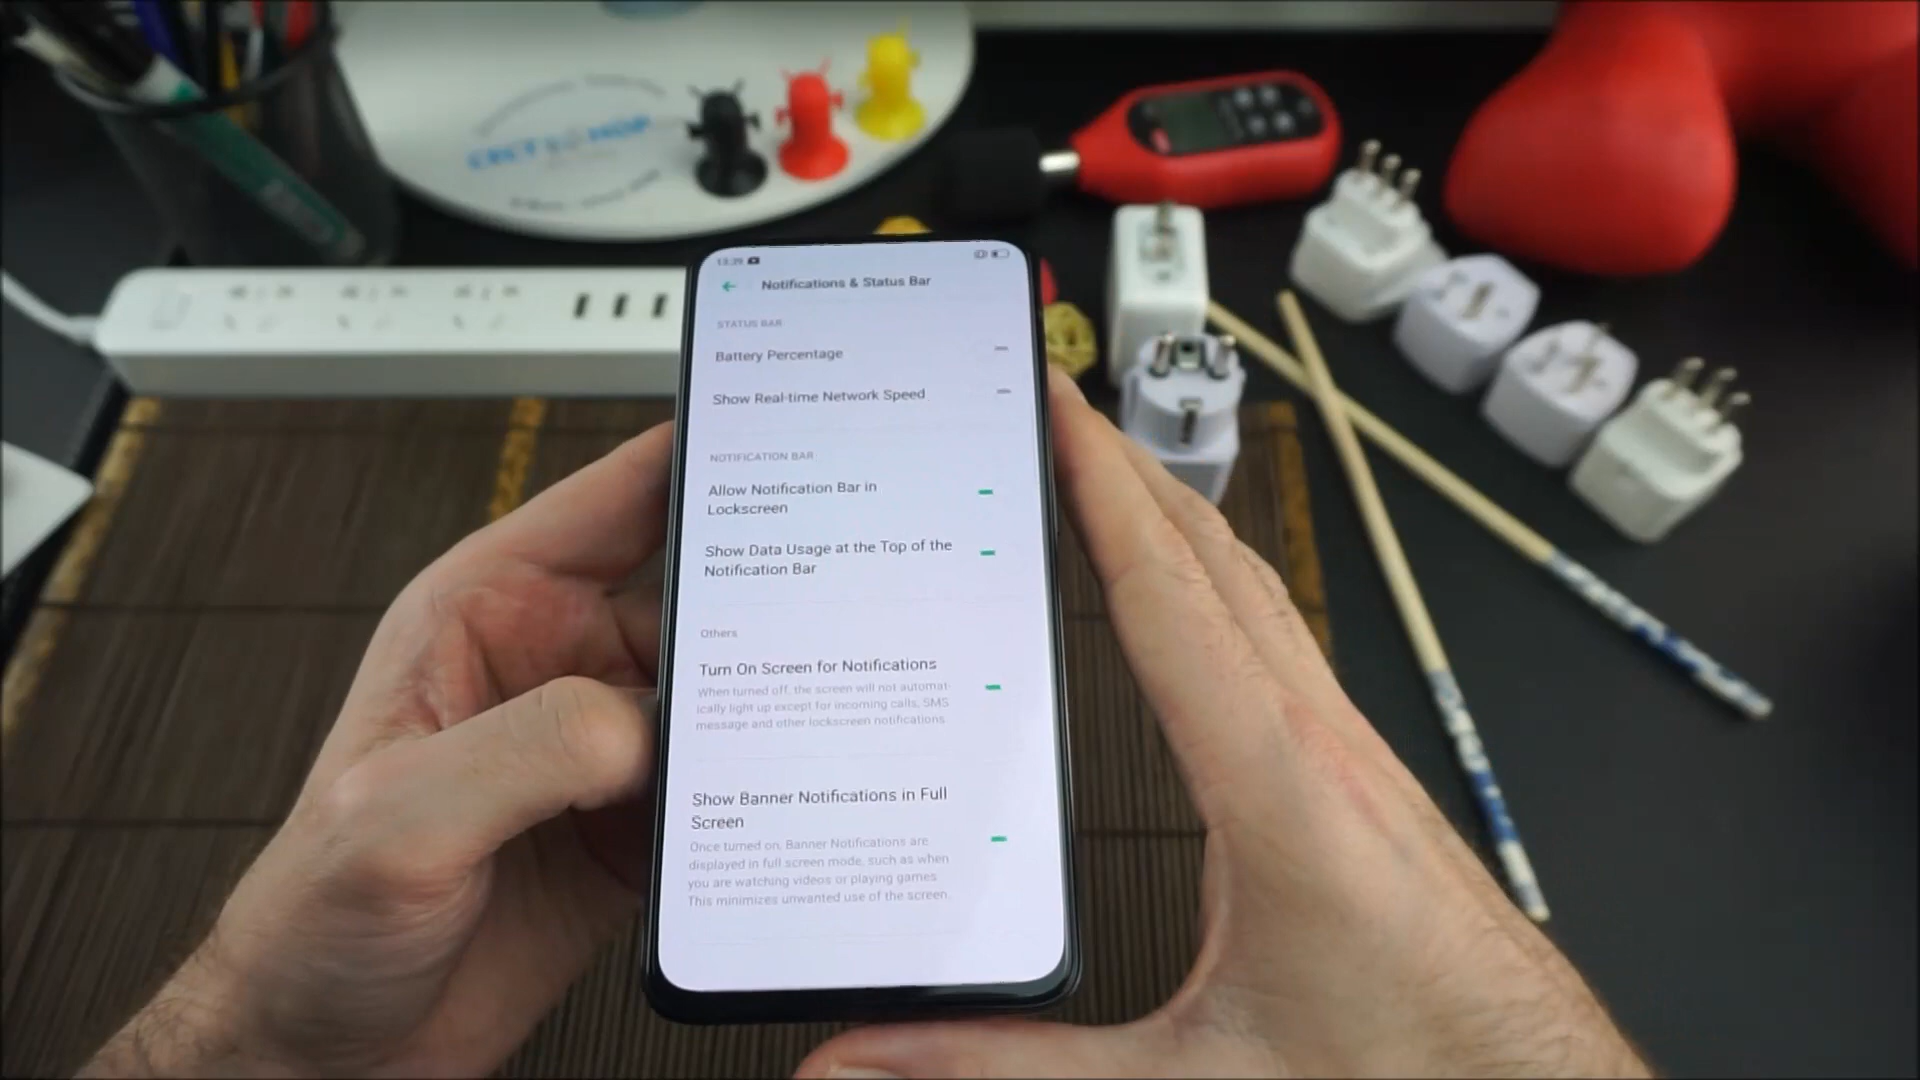 13:29
Notifications & Status Bar
STATUS BAR
Battery Percentage
Show Real-time Network Speed
NOTIFICATION BAR
Allow Notification Bar in
Lockscreen
Show Data Usage at the Top of the
Notification Bar
Others
Turn On Screen for Notifications
When turned off, the screen will not automat-
ically light up except for incoming calls, SMS
message and other lockscreen notifications.
Show Banner Notifications in Full
Screen
Once turned on, Banner Notifications are
displayed in full screen mode, such as when
you are watching videos or playing games
This minimizes unwanted use of the screen.